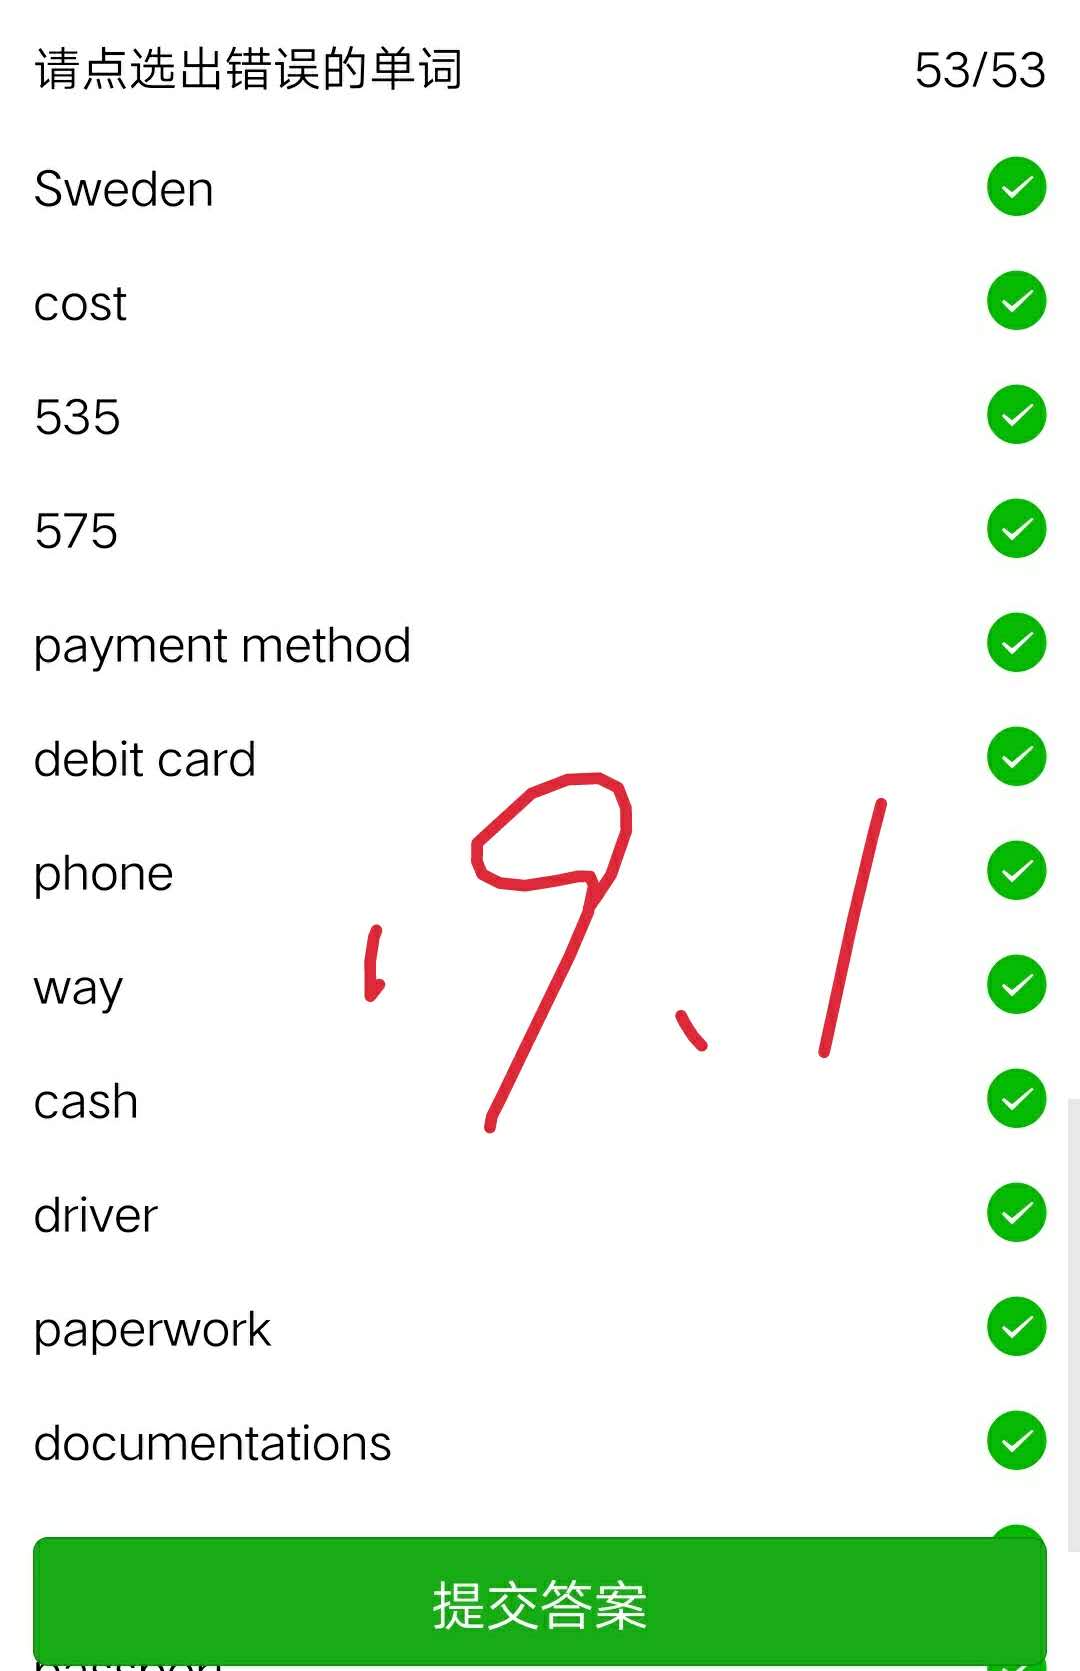 请点选出错误的单词 53/53
Sweden
cost
535
575
payment method
debit card
phone
way
cash
driver
paperwork
documentations
9.1
提交答案